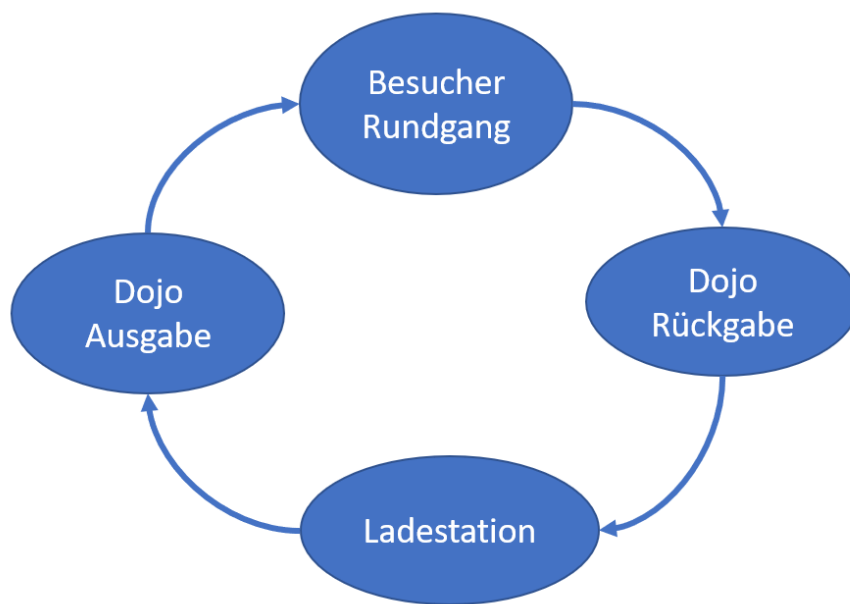 Besucher
Rundgang
Dojo
Ausgabe
Dojo
Rückgabe
Ladestation